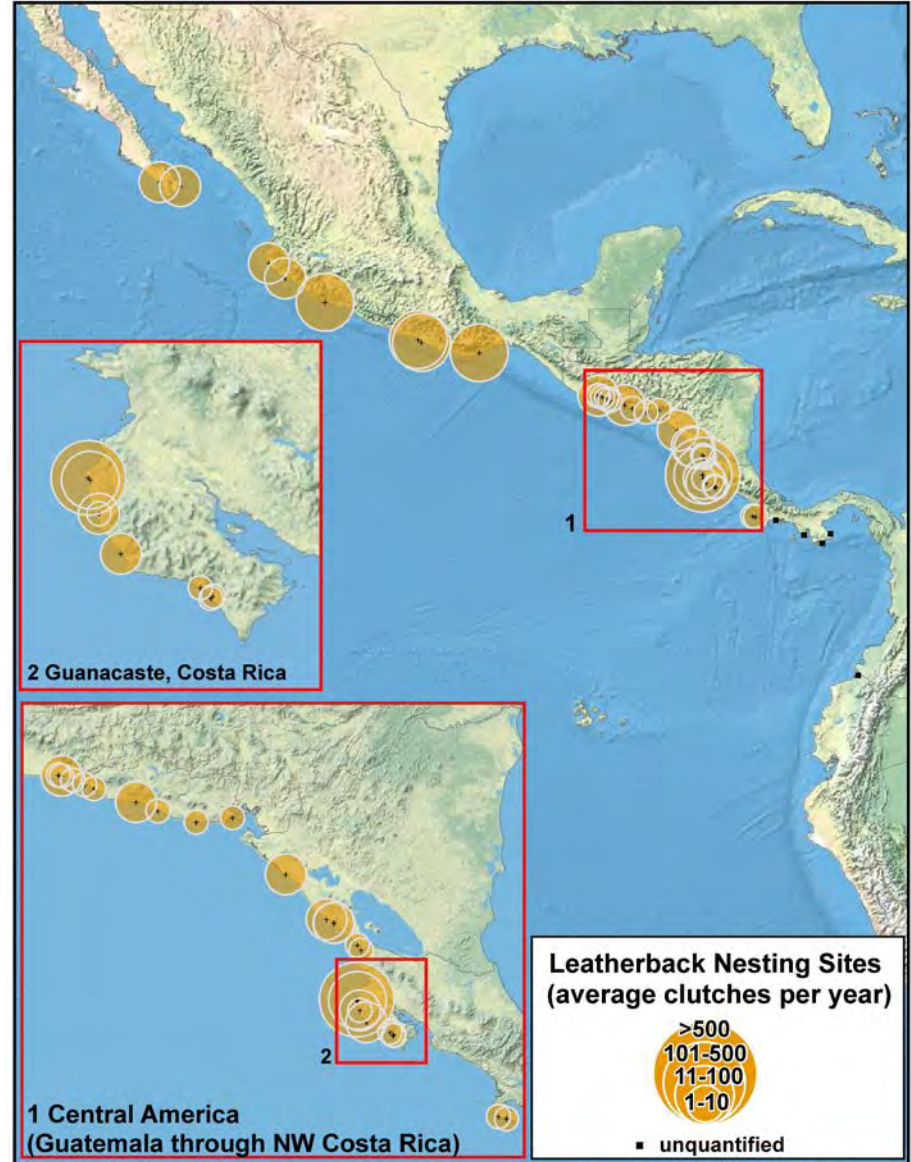 1
2 Guanacaste, Costa Rica
2
1 Central America
(Guatemala through NW Costa Rica)
Leatherback Nesting Sites
(average clutches per year)
>500
101-500
11-100
1-10
unquantified